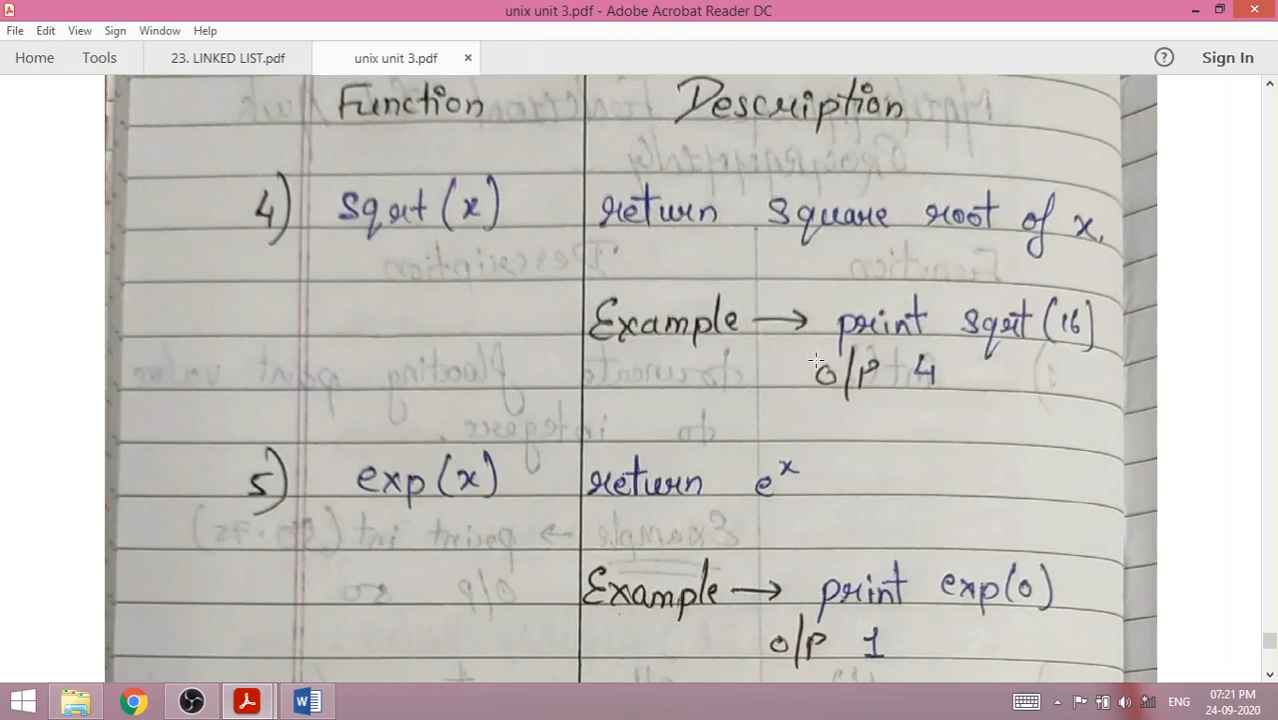 unix unit 3.pdf - Adobe Acrobat Reader DC
File Edit View Sign Window Help
Home Tools 23. LINKED LIST.pdf unix unit 3.pdf × ? Sign In
Function Description
4) sqrt (x) return square root of x.
Example → print sqrt (16)
o/p 4
5) exp(x) return eˣ
Example → print exp(0)
o/p 1
ENG 07:21 PM
24-09-2020